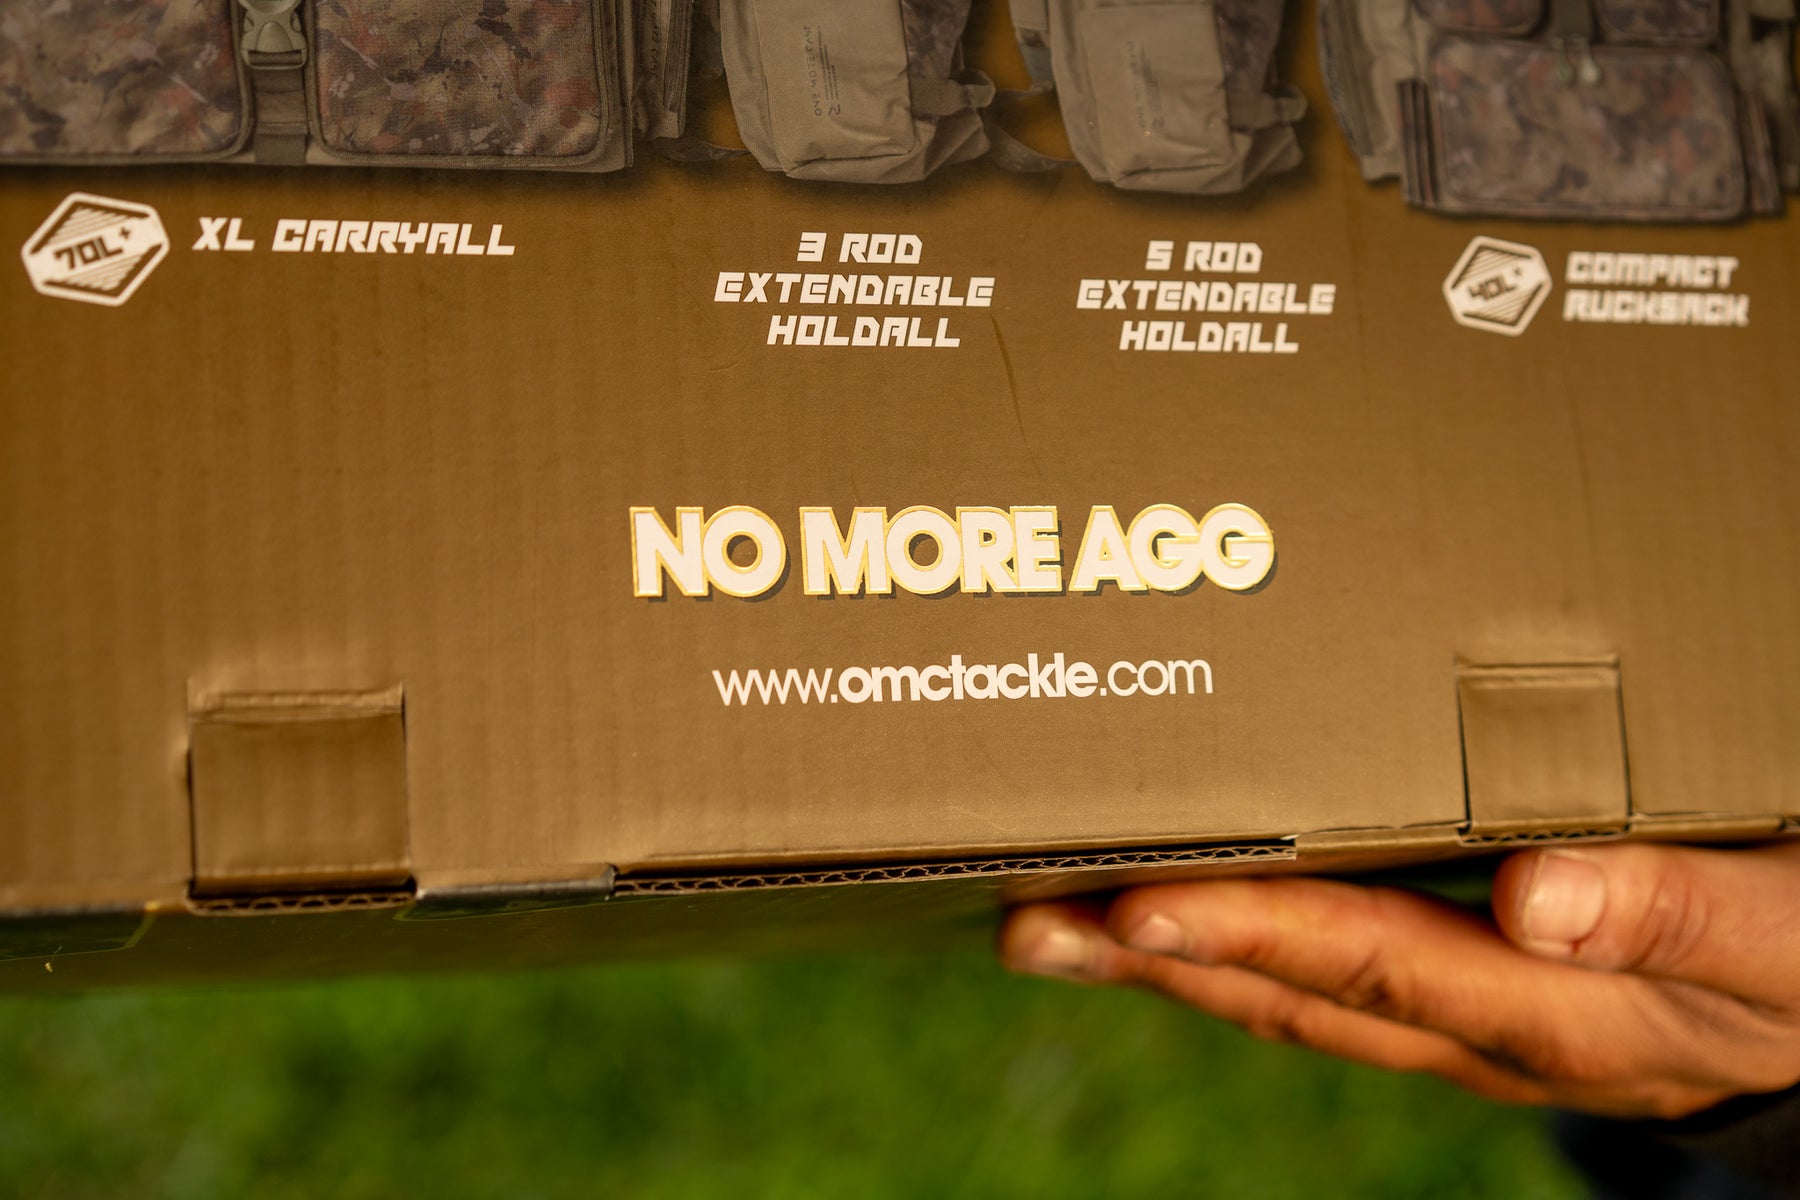 70L+
XL CARRYALL
3 ROD
EXTENDABLE
HOLDALL
5 ROD
EXTENDABLE
HOLDALL
40L+
COMPACT
RUCKSACK
NO MORE AGG
www.omctackle.com